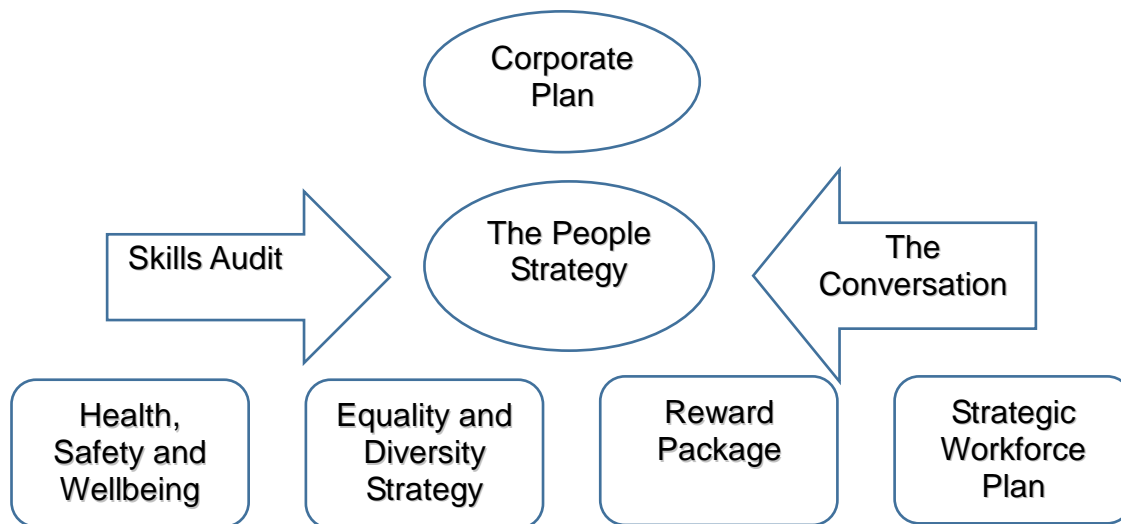 Corporate
Plan
The People
Strategy
Skills Audit
The
Conversation
Health,
Safety and
Wellbeing
Equality and
Diversity
Strategy
Reward
Package
Strategic
Workforce
Plan